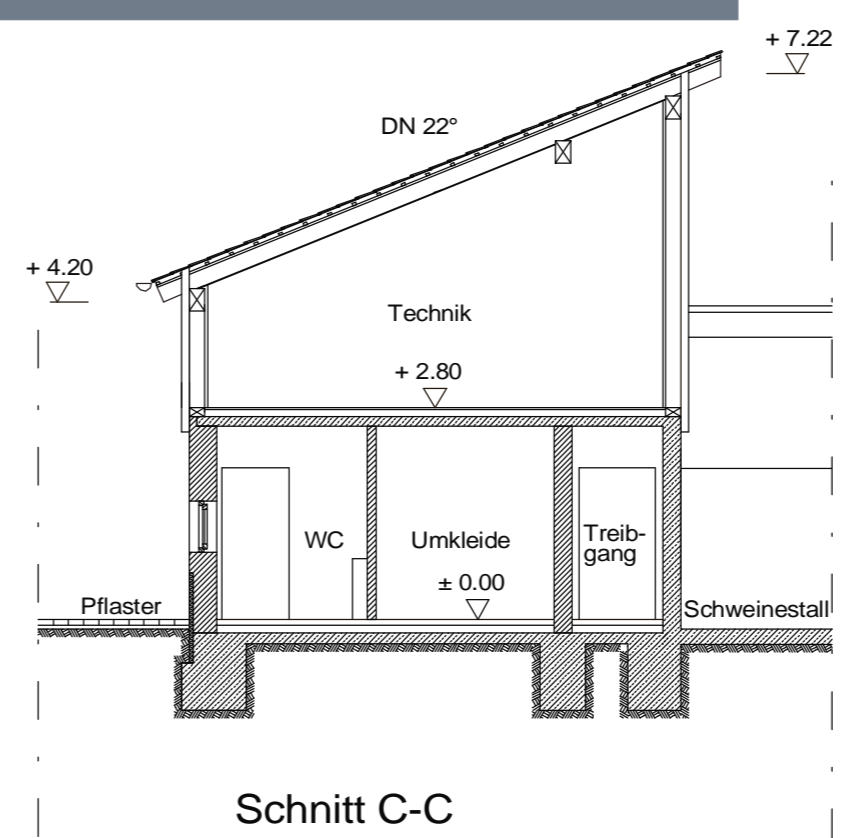 + 7.22
DN 22°
+ 4.20
Technik
+ 2.80
WC
Umkleide
Treib-
gang
± 0.00
Pflaster
Schweinestall
Schnitt C-C